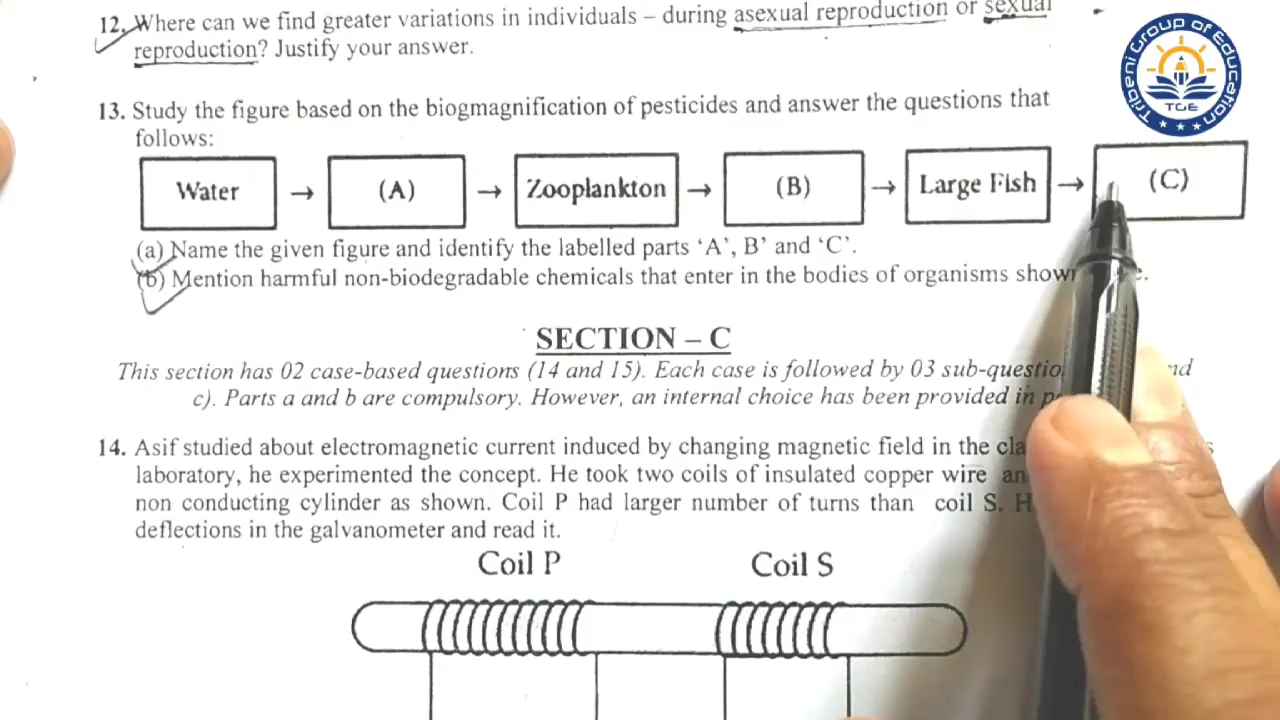 12. Where can we find greater variations in individuals – during asexual reproduction or sexual
reproduction? Justify your answer.
13. Study the figure based on the biogmagnification of pesticides and answer the questions that
follows:
Water → (A) → Zooplankton → (B) → Large Fish → (C)
(a) Name the given figure and identify the labelled parts ‘A’, B’ and ‘C’.
(b) Mention harmful non-biodegradable chemicals that enter in the bodies of organisms
SECTION – C
This section has 02 case-based questions (14 and 15). Each case is followed by 03 sub-questio
c). Parts a and b are compulsory. However, an internal choice has been provided in
14. Asif studied about electromagnetic current induced by changing magnetic field in the
laboratory, he experimented the concept. He took two coils of insulated copper wire
non conducting cylinder as shown. Coil P had larger number of turns than coil S.
deflections in the galvanometer and read it.
Coil P Coil S
Tribeni Group of Education
TGE